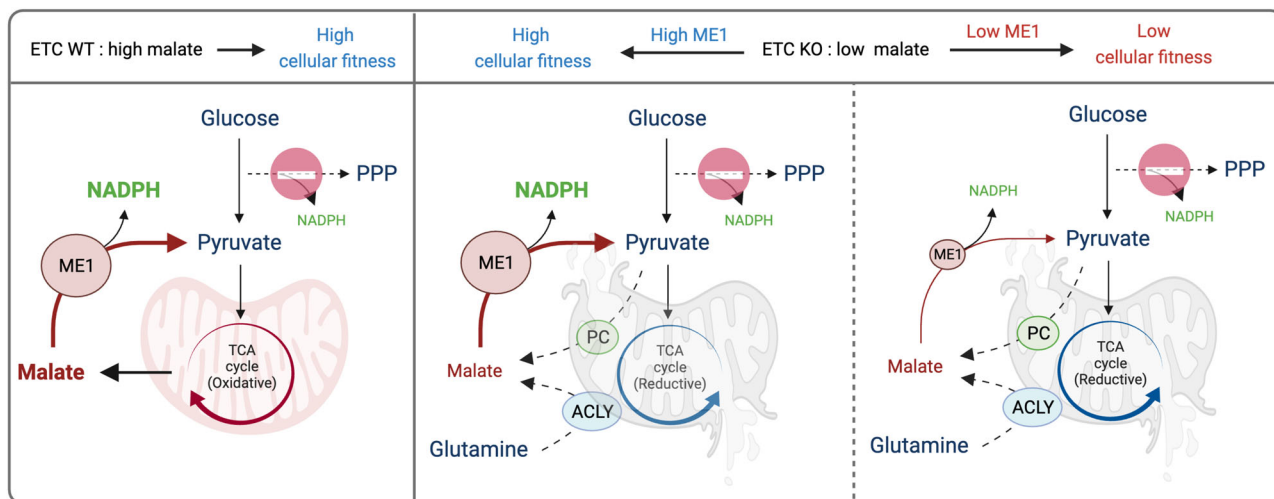 ETC WT : high malate
High
cellular fitness
High
cellular fitness
High ME1
ETC KO : low malate
Low ME1
Low
cellular fitness
Glucose
PPP
NADPH
NADPH
Pyruvate
ME1
TCA
cycle
(Oxidative)
Malate
Glucose
PPP
NADPH
NADPH
Pyruvate
ME1
PC
TCA
cycle
(Reductive)
Malate
ACLY
Glutamine
Glucose
PPP
NADPH
NADPH
Pyruvate
ME1
PC
TCA
cycle
(Reductive)
Malate
ACLY
Glutamine